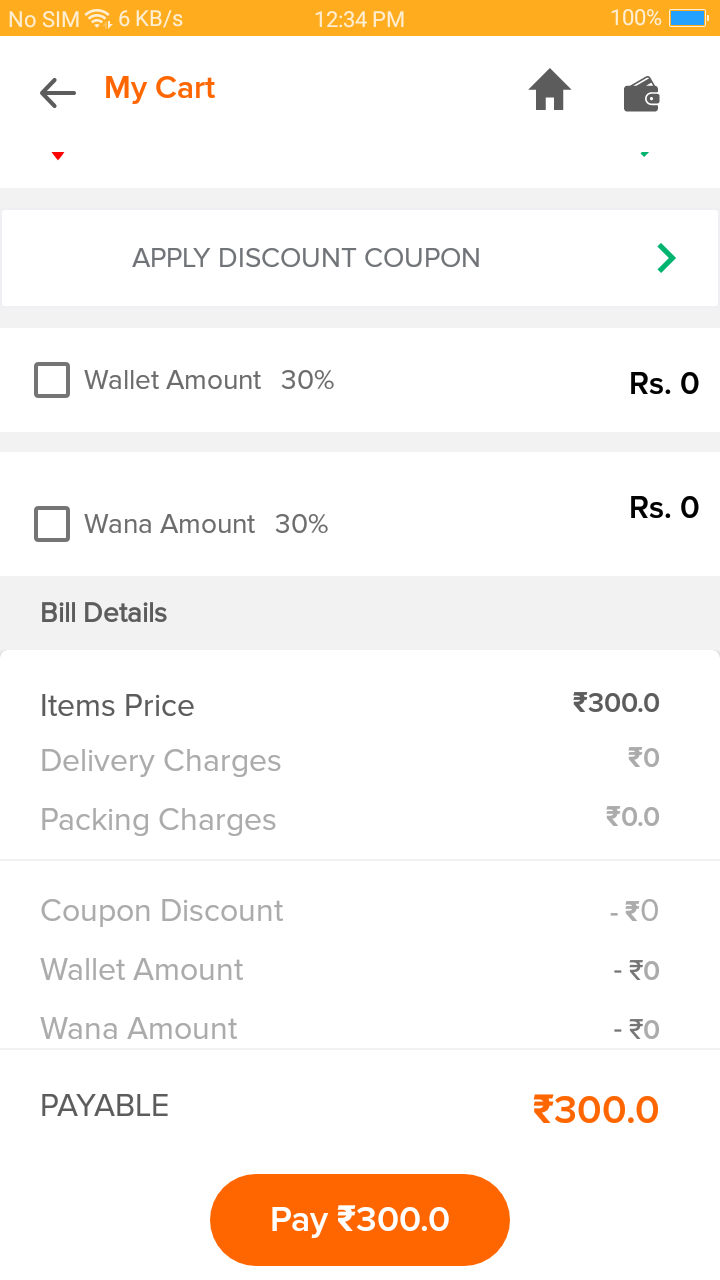 No SIM 6 KB/s 12:34 PM 100%
My Cart
APPLY DISCOUNT COUPON
Wallet Amount 30% Rs. 0
Wana Amount 30% Rs. 0
Bill Details
Items Price ₹300.0
Delivery Charges ₹0
Packing Charges ₹0.0
Coupon Discount - ₹0
Wallet Amount - ₹0
Wana Amount - ₹0
PAYABLE ₹300.0
Pay ₹300.0